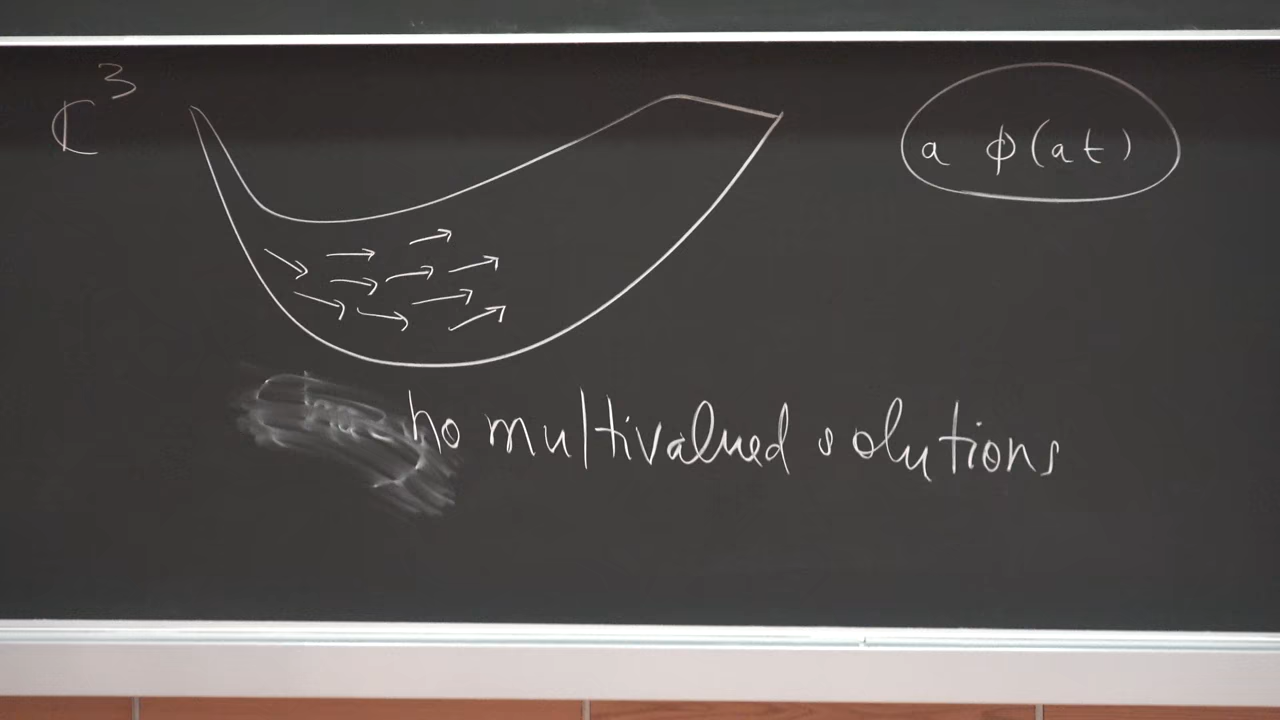 ℂ³
a ϕ(at)
no multivalued solutions